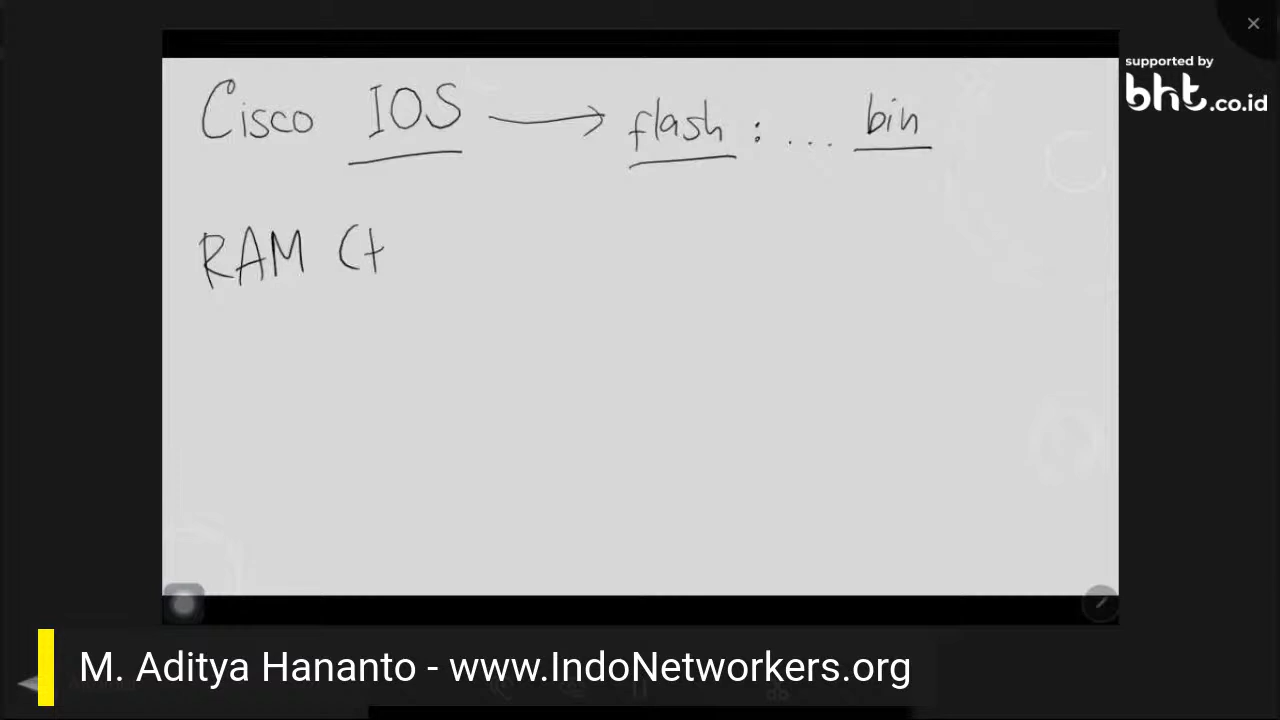 supported by
bht.co.id
Cisco IOS → flash : ... bin
RAM (t
M. Aditya Hananto - www.IndoNetworkers.org